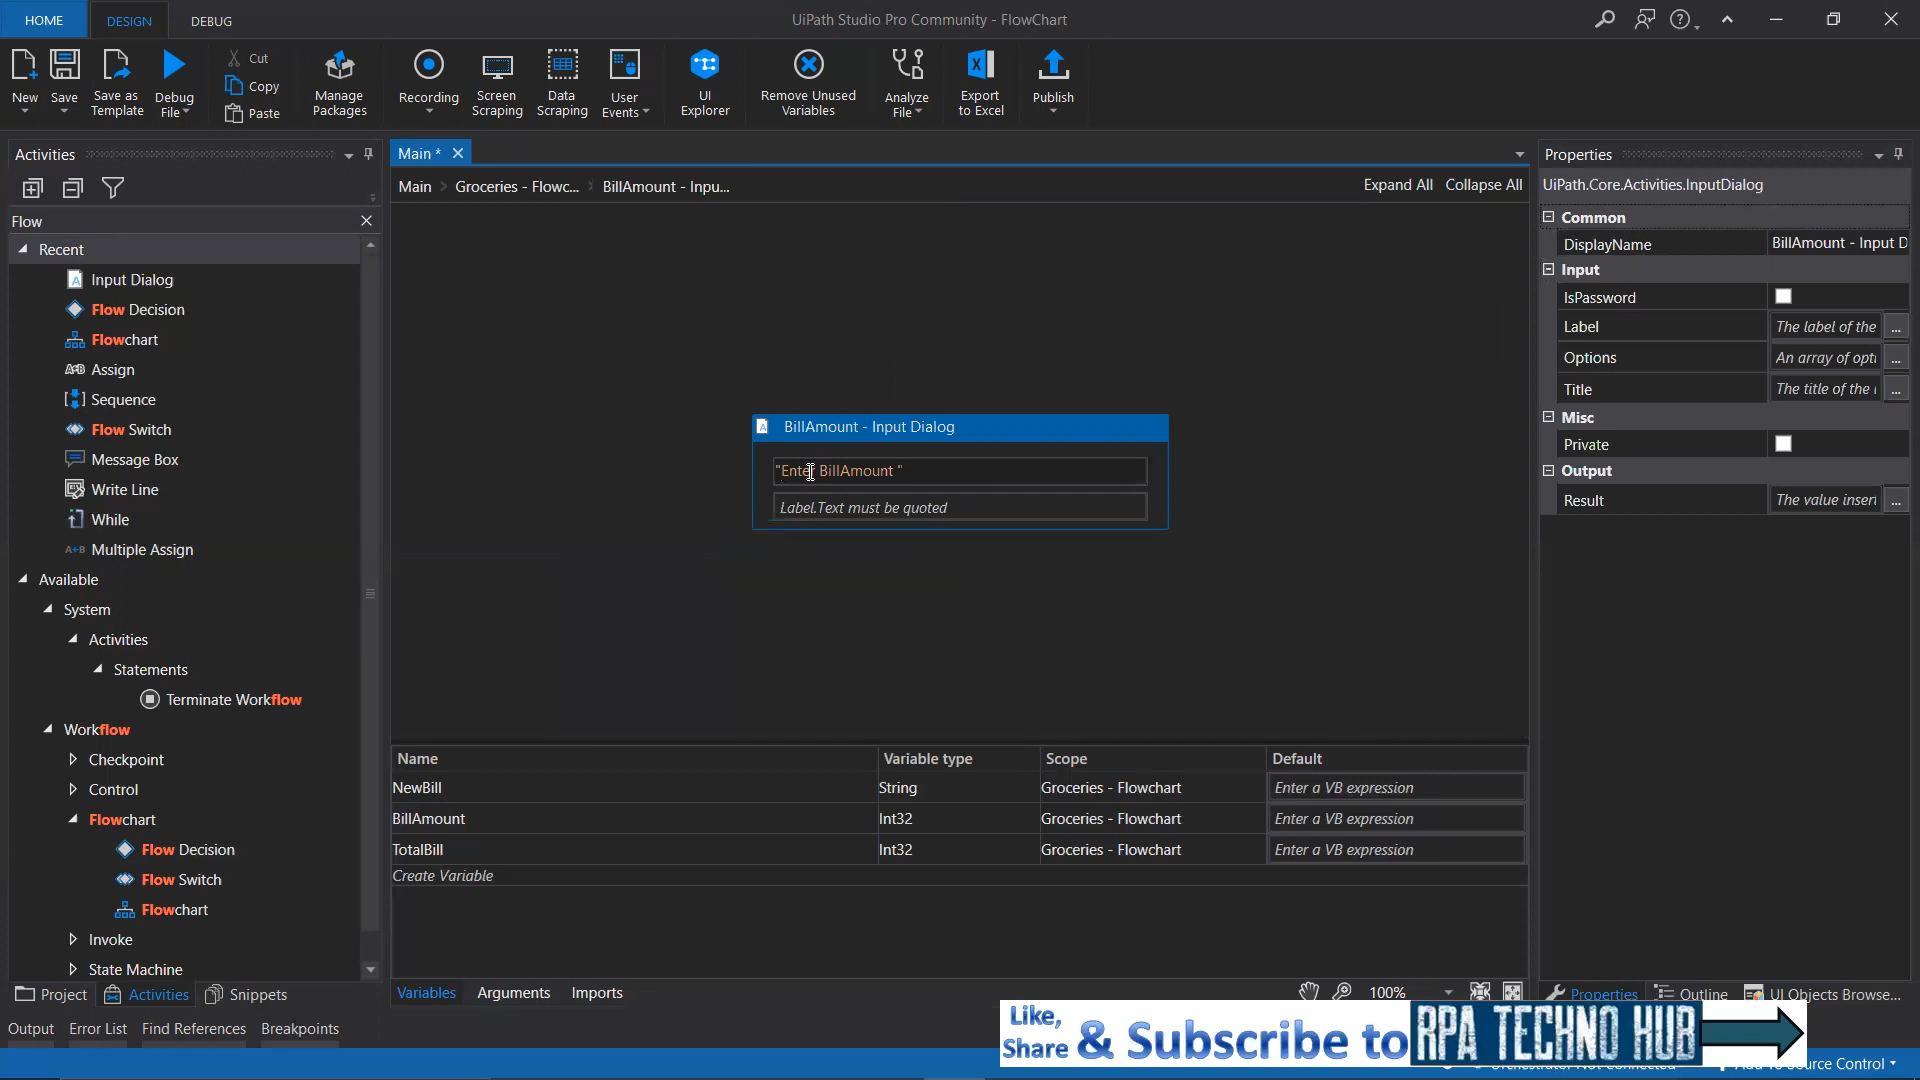 HOME
DESIGN
DEBUG
UiPath Studio Pro Community - FlowChart
New
Save
Save as Template
Debug File
Cut
Copy
Paste
Manage Packages
Recording
Screen Scraping
Data Scraping
User Events
UI Explorer
Remove Unused Variables
Analyze File
Export to Excel
Publish
Activities
Flow
Recent
Input Dialog
Flow Decision
Flowchart
Assign
Sequence
Flow Switch
Message Box
Write Line
While
Multiple Assign
Available
System
Activities
Statements
Terminate Workflow
Workflow
Checkpoint
Control
Flowchart
Flow Decision
Flow Switch
Flowchart
Invoke
State Machine
Project
Activities
Snippets
Main *
Main
Groceries - Flowc...
BillAmount - Inpu...
Expand All
Collapse All
BillAmount - Input Dialog
"Enter BillAmount "
Label.Text must be quoted
Name Variable type Scope Default
NewBill String Groceries - Flowchart Enter a VB expression
BillAmount Int32 Groceries - Flowchart Enter a VB expression
TotalBill Int32 Groceries - Flowchart Enter a VB expression
Create Variable
Variables
Arguments
Imports
100%
Properties
UiPath.Core.Activities.InputDialog
Common
DisplayName BillAmount - Input D
Input
IsPassword
Label The label of the ...
Options An array of opti ...
Title The title of the ...
Misc
Private
Output
Result The value insert ...
Properties
Outline
UI Objects Browse...
Output
Error List
Find References
Breakpoints
Like,
Share & Subscribe to RPA TECHNO HUB
Source Control